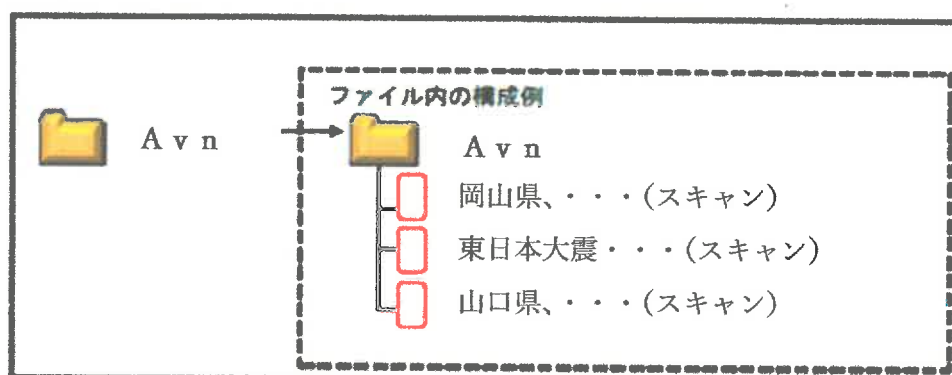 Ａｖｎ
ファイル内の構成例
Ａｖｎ
岡山県、・・・(スキャン)
東日本大震・・・(スキャン)
山口県、・・・(スキャン)